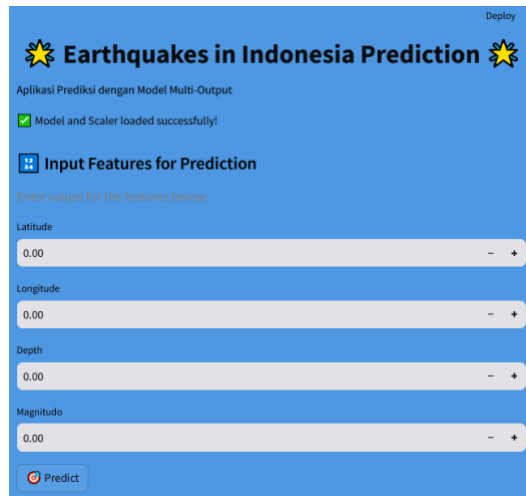 Deploy
Earthquakes in Indonesia Prediction
Aplikasi Prediksi dengan Model Multi-Output
Model and Scaler loaded successfully!
Input Features for Prediction
Enter values for the features below:
Latitude
0.00
Longitude
0.00
Depth
0.00
Magnitudo
0.00
Predict